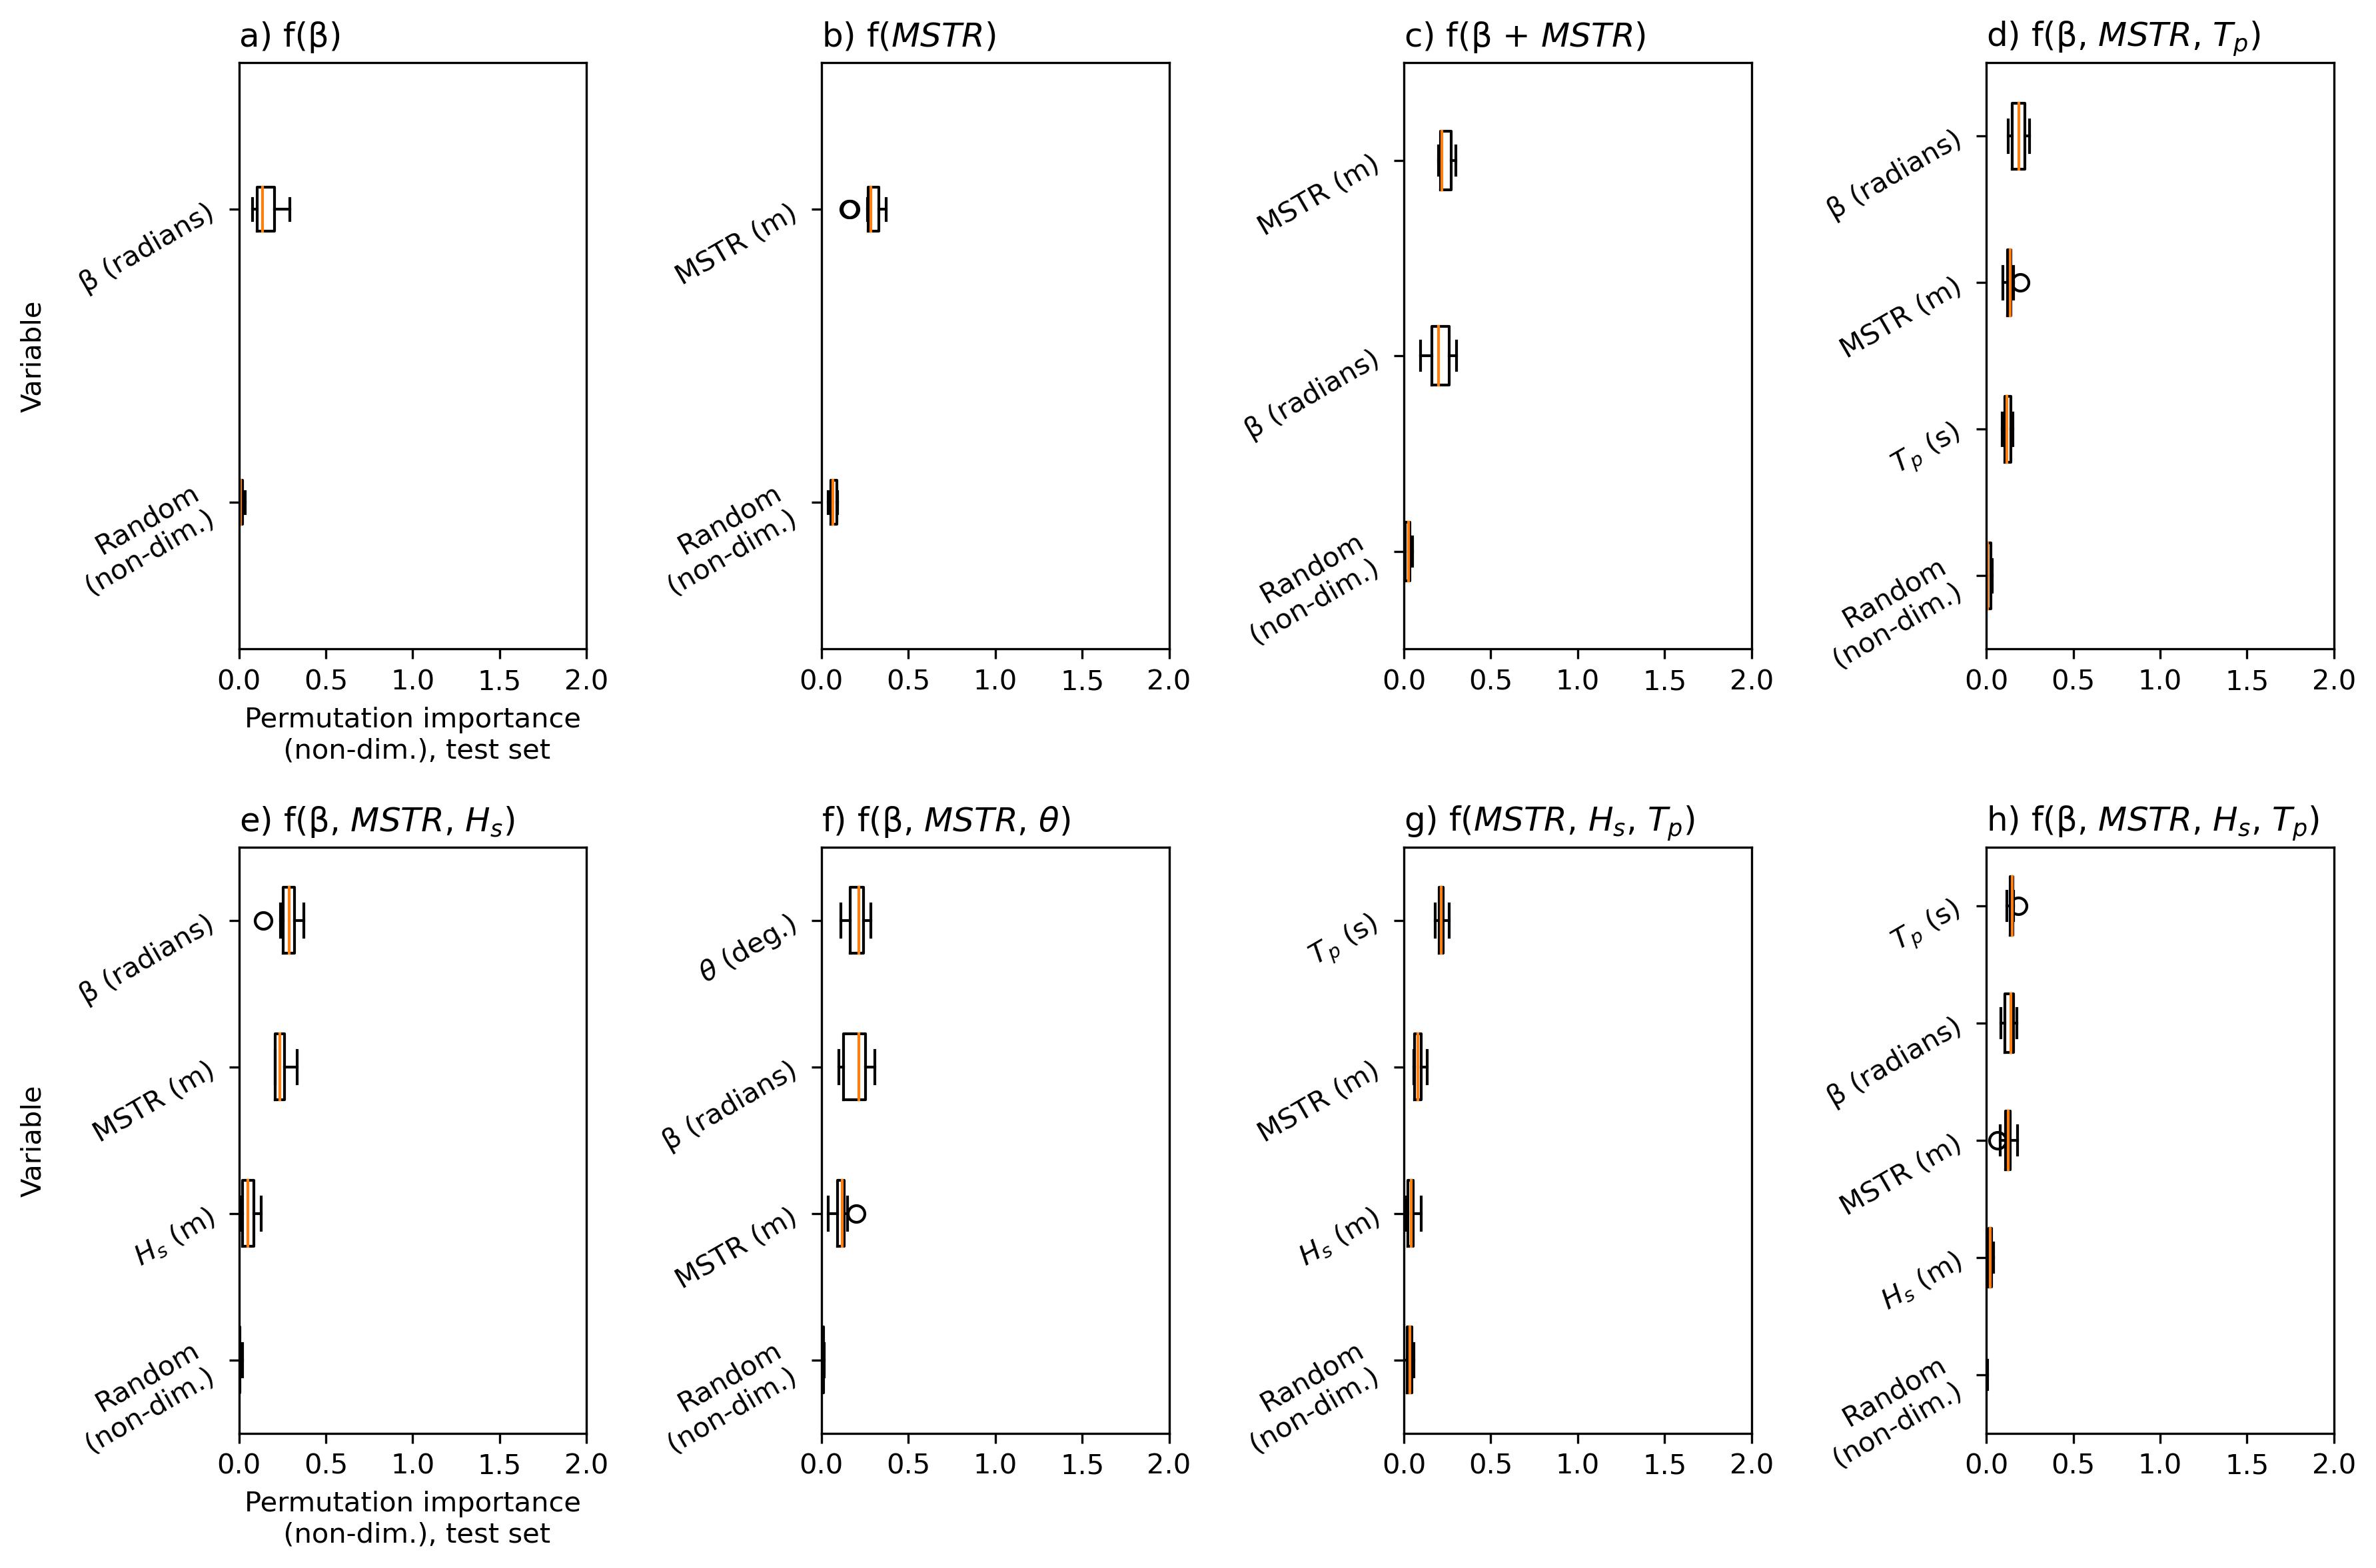 a) f(β)
β (radians)
Random
(non-dim.)
Variable
0.0 0.5 1.0 1.5 2.0
Permutation importance
(non-dim.), test set
b) f(MSTR)
MSTR (m)
Random
(non-dim.)
0.0 0.5 1.0 1.5 2.0
c) f(β + MSTR)
MSTR (m)
β (radians)
Random
(non-dim.)
0.0 0.5 1.0 1.5 2.0
d) f(β, MSTR, Tp)
β (radians)
MSTR (m)
Tp (s)
Random
(non-dim.)
0.0 0.5 1.0 1.5 2.0
e) f(β, MSTR, Hs)
β (radians)
MSTR (m)
Hs (m)
Random
(non-dim.)
Variable
0.0 0.5 1.0 1.5 2.0
Permutation importance
(non-dim.), test set
f) f(β, MSTR, θ)
θ (deg.)
β (radians)
MSTR (m)
Random
(non-dim.)
0.0 0.5 1.0 1.5 2.0
g) f(MSTR, Hs, Tp)
Tp (s)
MSTR (m)
Hs (m)
Random
(non-dim.)
0.0 0.5 1.0 1.5 2.0
h) f(β, MSTR, Hs, Tp)
Tp (s)
β (radians)
MSTR (m)
Hs (m)
Random
(non-dim.)
0.0 0.5 1.0 1.5 2.0